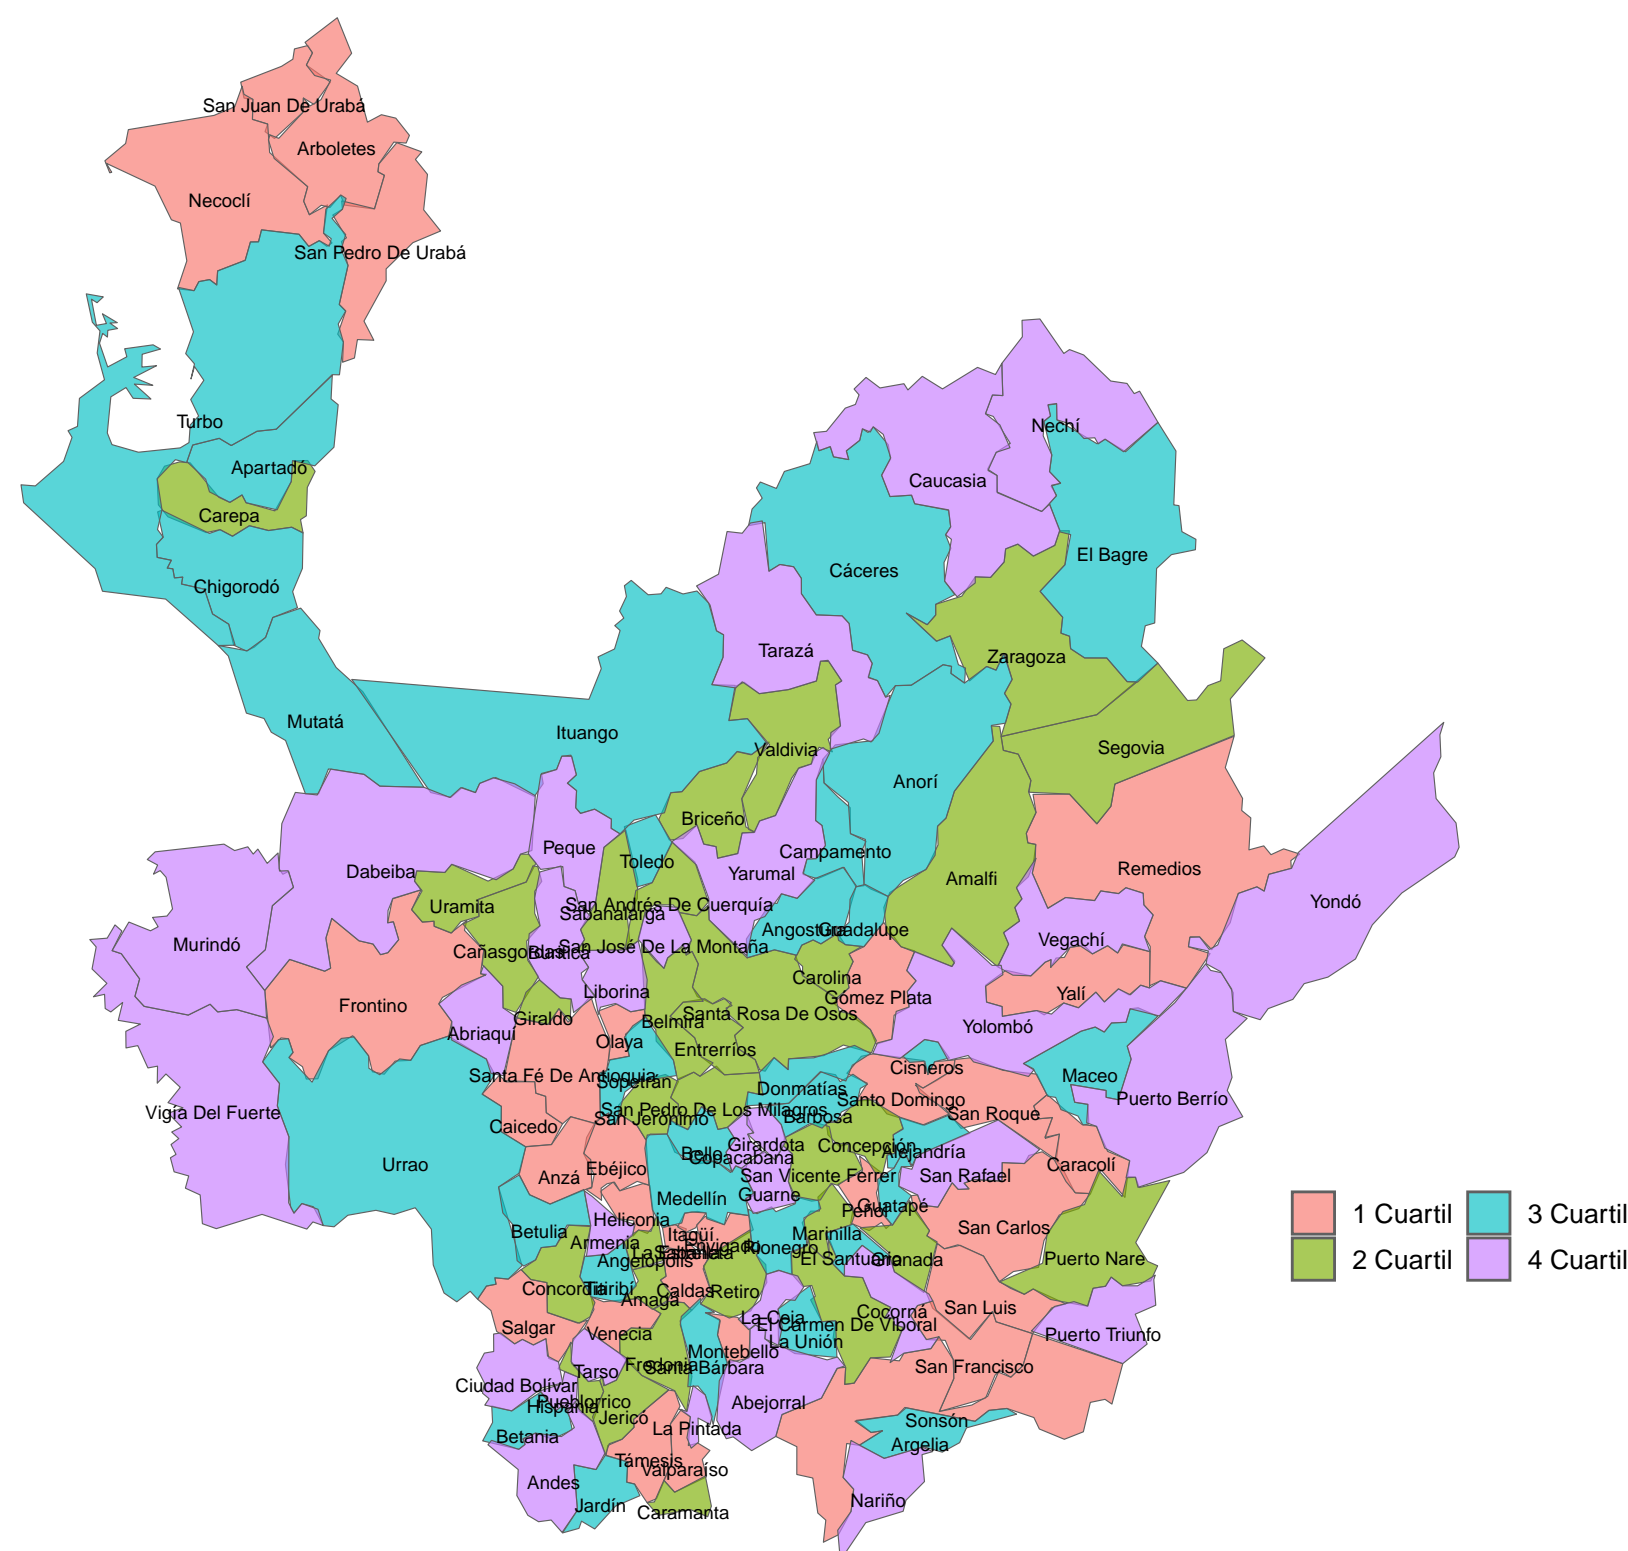 San Juan De Urabá
Arboletes
Necoclí
San Pedro De Urabá
Turbo
Nechí
Apartadó
Caucasia
Carepa
El Bagre
Cáceres
Chigorodó
Tarazá
Zaragoza
Mutatá
Ituango
Segovia
Valdivia
Anorí
Briceño
Peque
Campamento
Toledo
Remedios
Dabeiba
Yarumal
Amalfi
Yondó
Uramita
San Andrés De Cuerquía
Sabanalarga
Angostura
Guadalupe
Vegachí
Murindó
San José De La Montaña
Cañasgordas
Buriticá
Carolina
Liborina
Yalí
Gómez Plata
Frontino
Santa Rosa De Osos
Giraldo
Belmira
Yolombó
Abriaquí
Olaya
Entrerríos
Cisneros
Santa Fé De Antioquia
Maceo
Sopetrán
Donmatías
Puerto Berrío
Santo Domingo
San Pedro De Los Milagros
Vigía Del Fuerte
San Roque
Barbosa
San Jerónimo
Caicedo
Girardota
Concepción
Bello
Alejandría
Copacabana
Urrao
Caracolí
Ebéjico
Anzá
San Vicente Ferrer
San Rafael
Guarne
Medellín
Guatapé
Peñol
1 Cuartil
3 Cuartil
Heliconia
San Carlos
Betulia
Itagüí
Marinilla
Armenia
Envigado
Rionegro
La Estrella
Sabaneta
El Santuario
Granada
Puerto Nare
2 Cuartil
4 Cuartil
Angelópolis
Concordia
Titiribí
Caldas
Retiro
Amagá
San Luis
Cocorná
La Ceja
El Carmen De Viboral
Salgar
Venecia
Puerto Triunfo
La Unión
Montebello
Fredonia
Santa Bárbara
San Francisco
Tarso
Ciudad Bolívar
Pueblorrico
Hispania
Abejorral
Jericó
Sonsón
La Pintada
Betania
Argelia
Támesis
Valparaíso
Andes
Nariño
Jardín
Caramanta